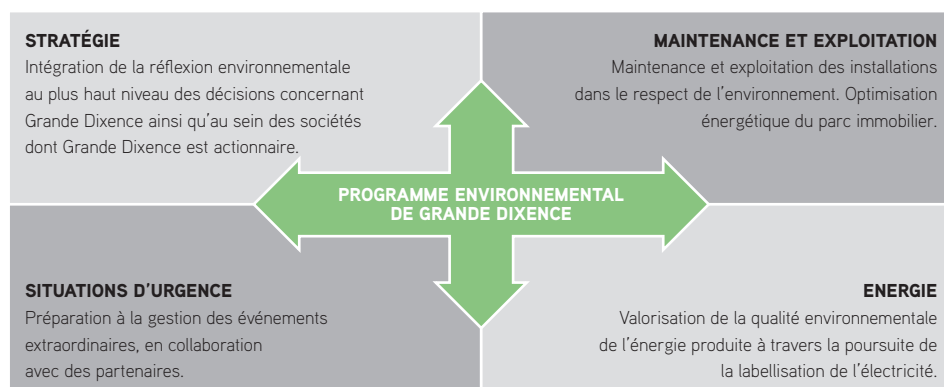 STRATÉGIE
Intégration de la réflexion environnementale
au plus haut niveau des décisions concernant
Grande Dixence ainsi qu'au sein des sociétés
dont Grande Dixence est actionnaire.
MAINTENANCE ET EXPLOITATION
Maintenance et exploitation des installations
dans le respect de l'environnement. Optimisation
énergétique du parc immobilier.
PROGRAMME ENVIRONNEMENTAL
DE GRANDE DIXENCE
SITUATIONS D'URGENCE
Préparation à la gestion des événements
extraordinaires, en collaboration
avec des partenaires.
ENERGIE
Valorisation de la qualité environnementale
de l'énergie produite à travers la poursuite de
la labellisation de l'électricité.